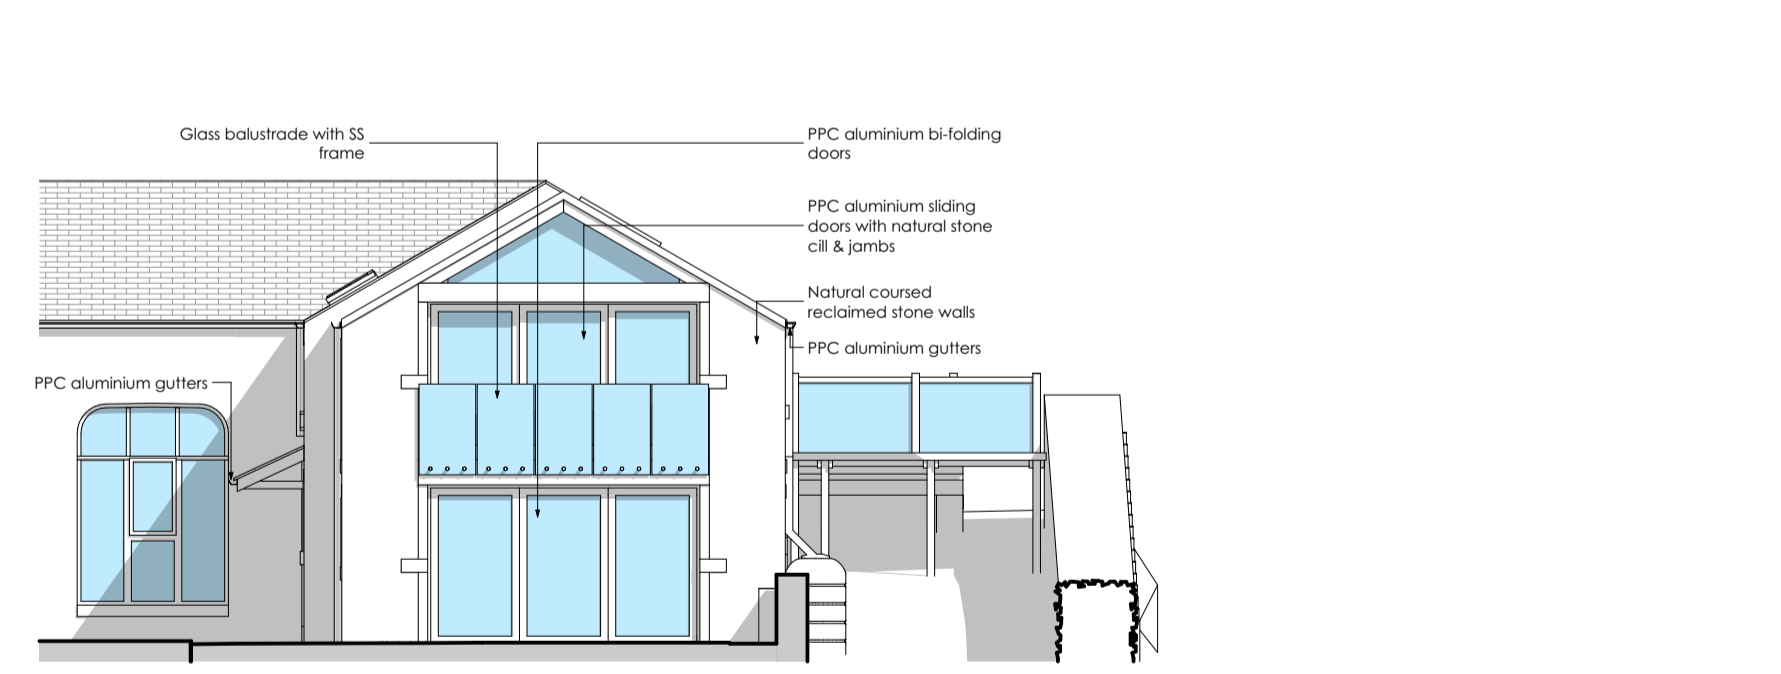 Glass balustrade with SS
frame
PPC aluminium bi-folding
doors
PPC aluminium sliding
doors with natural stone
cill & jambs
Natural coursed
reclaimed stone walls
PPC aluminium gutters
PPC aluminium gutters